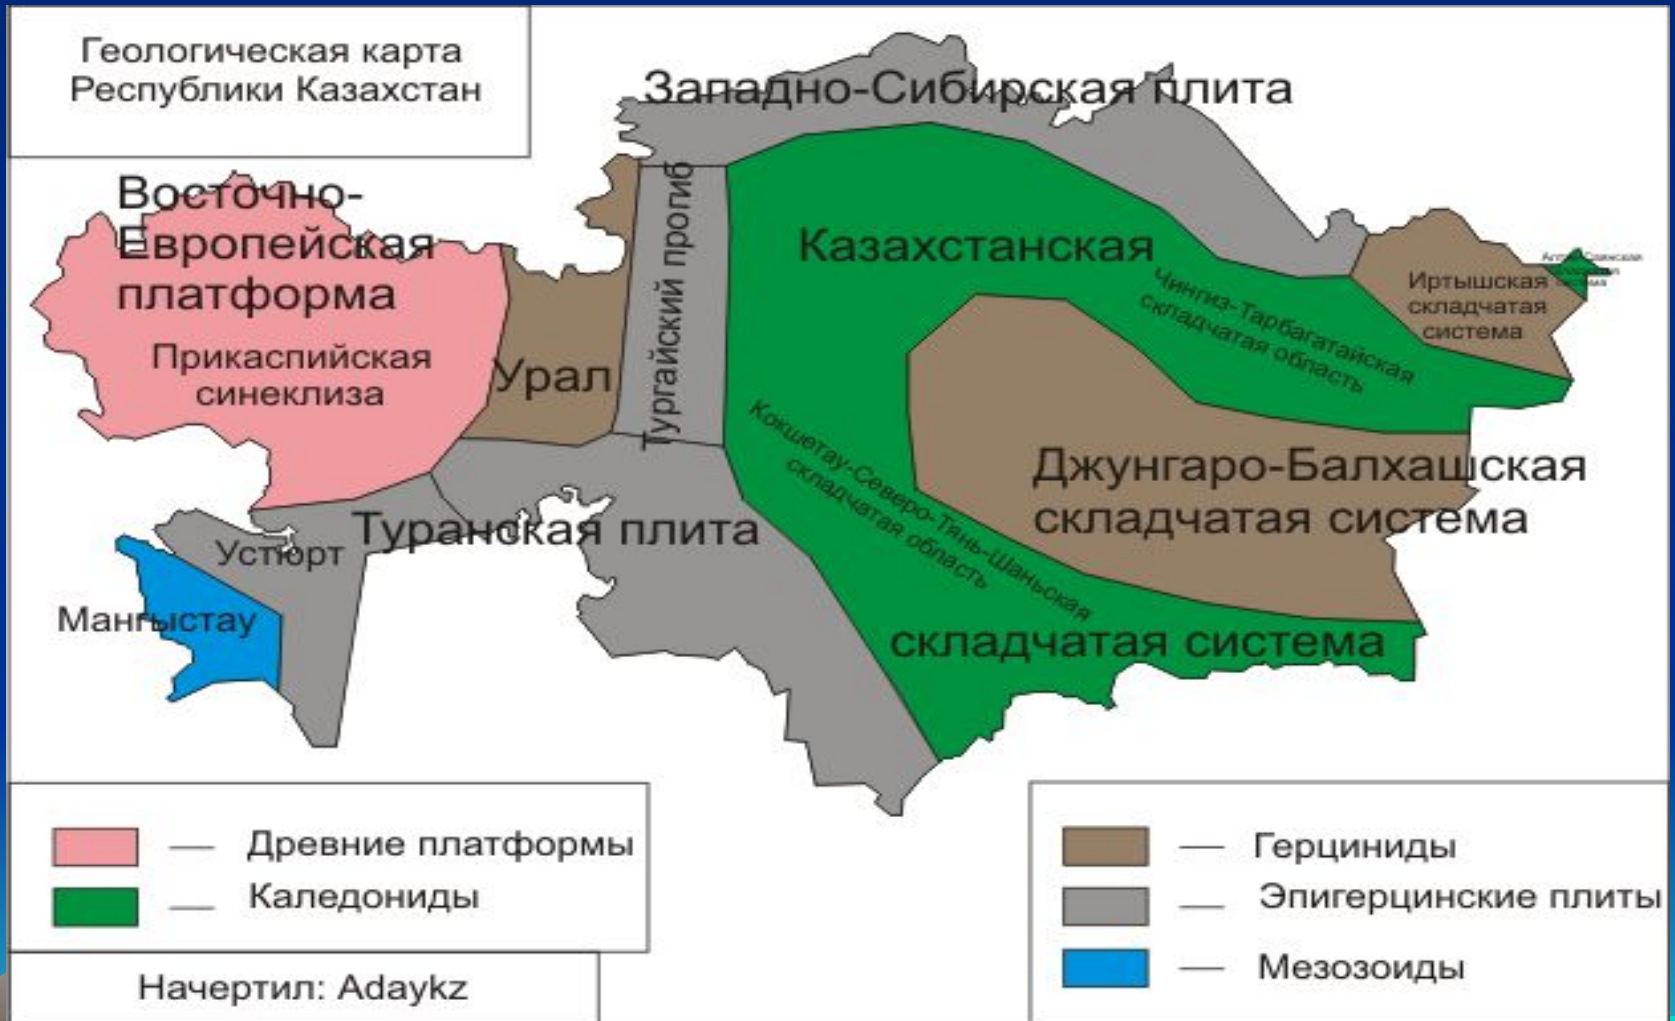 Геологическая карта
Республики Казахстан
Западно-Сибирская плита
Восточно-
Европейская
платформа
Прикаспийская
синеклиза
Урал
Тургайский прогиб
Казахстанская
Чингиз-Тарбагатайская
складчатая область
Иртышская
складчатая
система
система
Кокшетау-Северо-Тянь-Шаньская
складчатая область
Джунгаро-Балхашская
складчатая система
складчатая система
Туранская плита
Устюрт
Мангыстау
— Древние платформы
— Каледониды
— Герциниды
— Эпигерцинские плиты
— Мезозоиды
Начертил: Adaykz